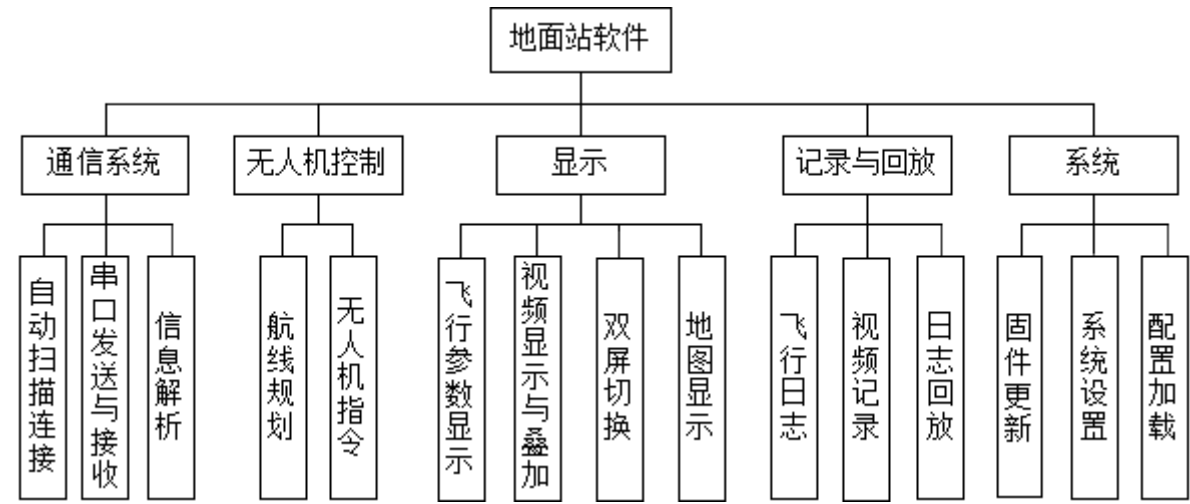 地面站软件
通信系统
无人机控制
显示
记录与回放
系统
自动扫描连接
串口发送与接收
信息解析
航线规划
无人机指令
飞行参数显示
视频显示与叠加
双屏切换
地图显示
飞行日志
视频记录
日志回放
固件更新
系统设置
配置加载